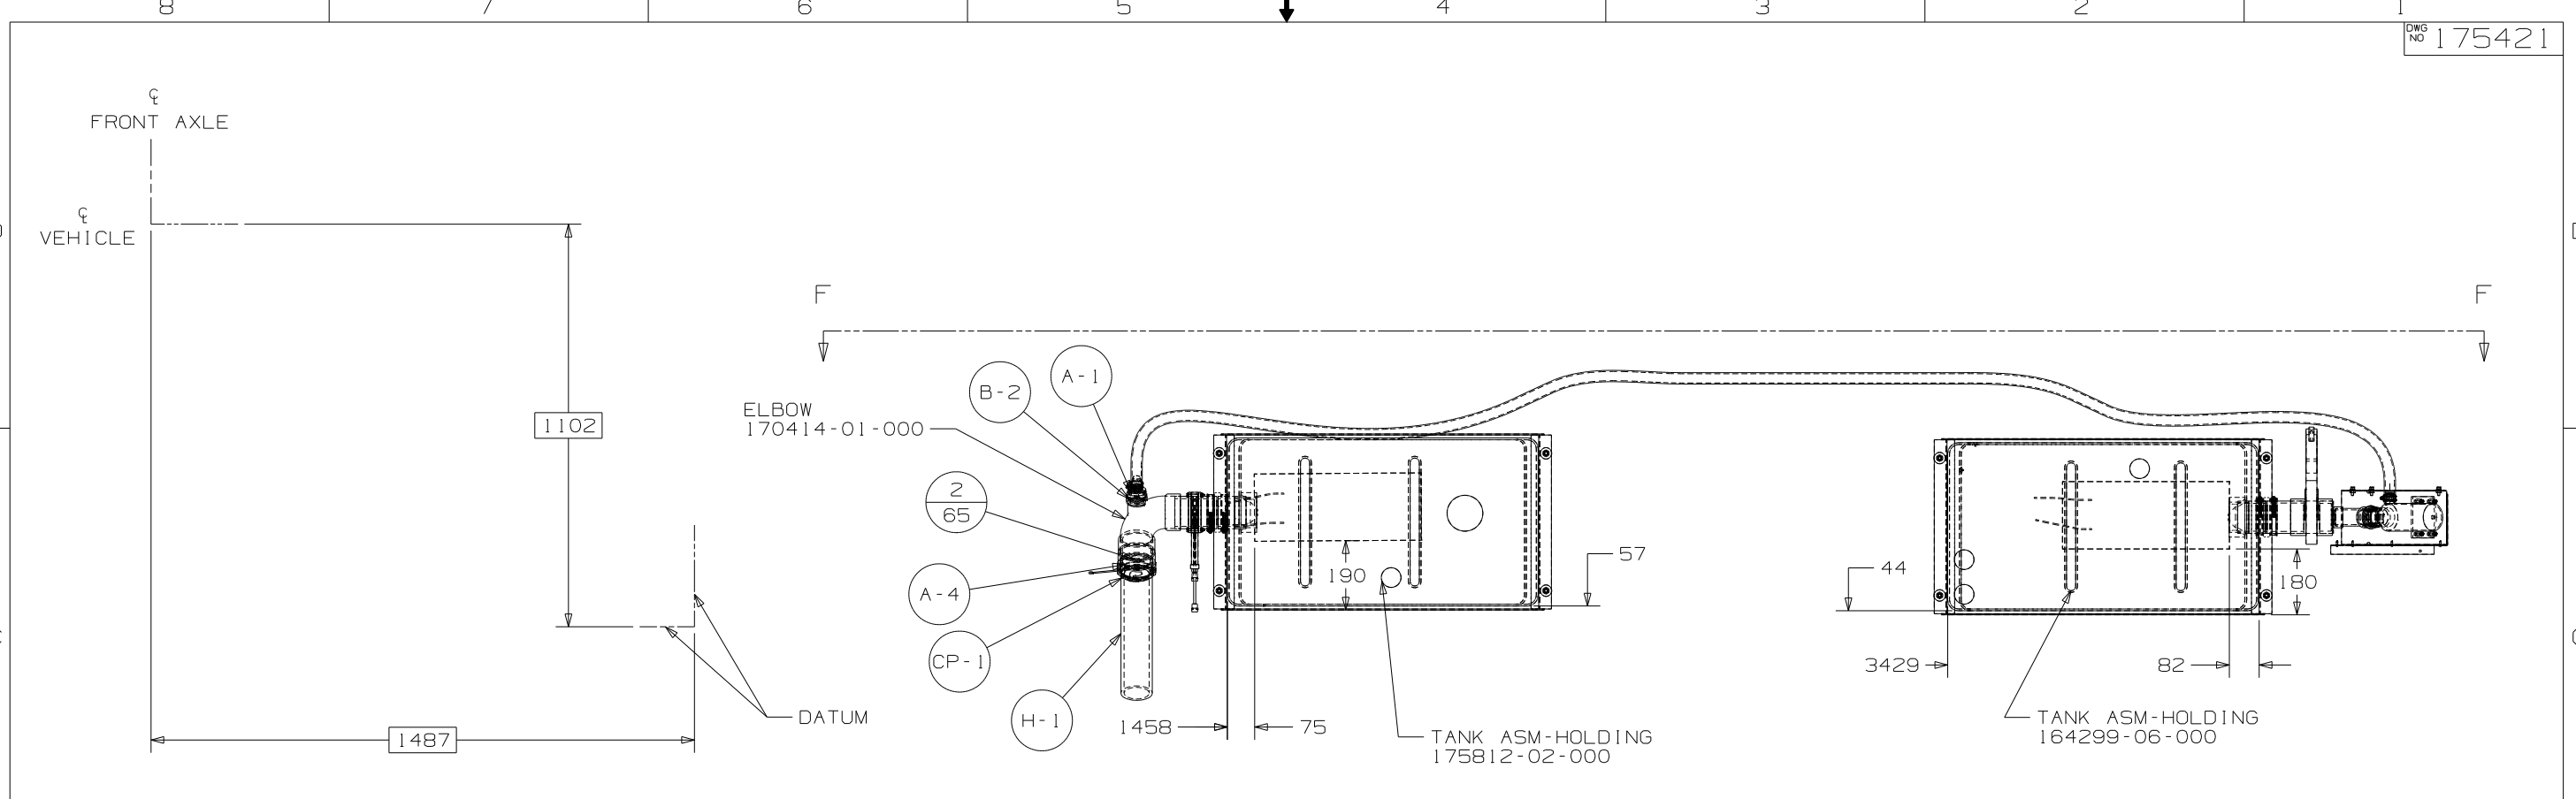 8 7 6 5 4 3 2 1
DWG NO 175421
℄
FRONT AXLE
℄
VEHICLE
F F
A-1
B-2
ELBOW
170414-01-000
1102
2
65
57
190
44
180
A-4
CP-1
3429
82
H-1
DATUM
1458
75
TANK ASM-HOLDING
164299-06-000
TANK ASM-HOLDING
175812-02-000
1487